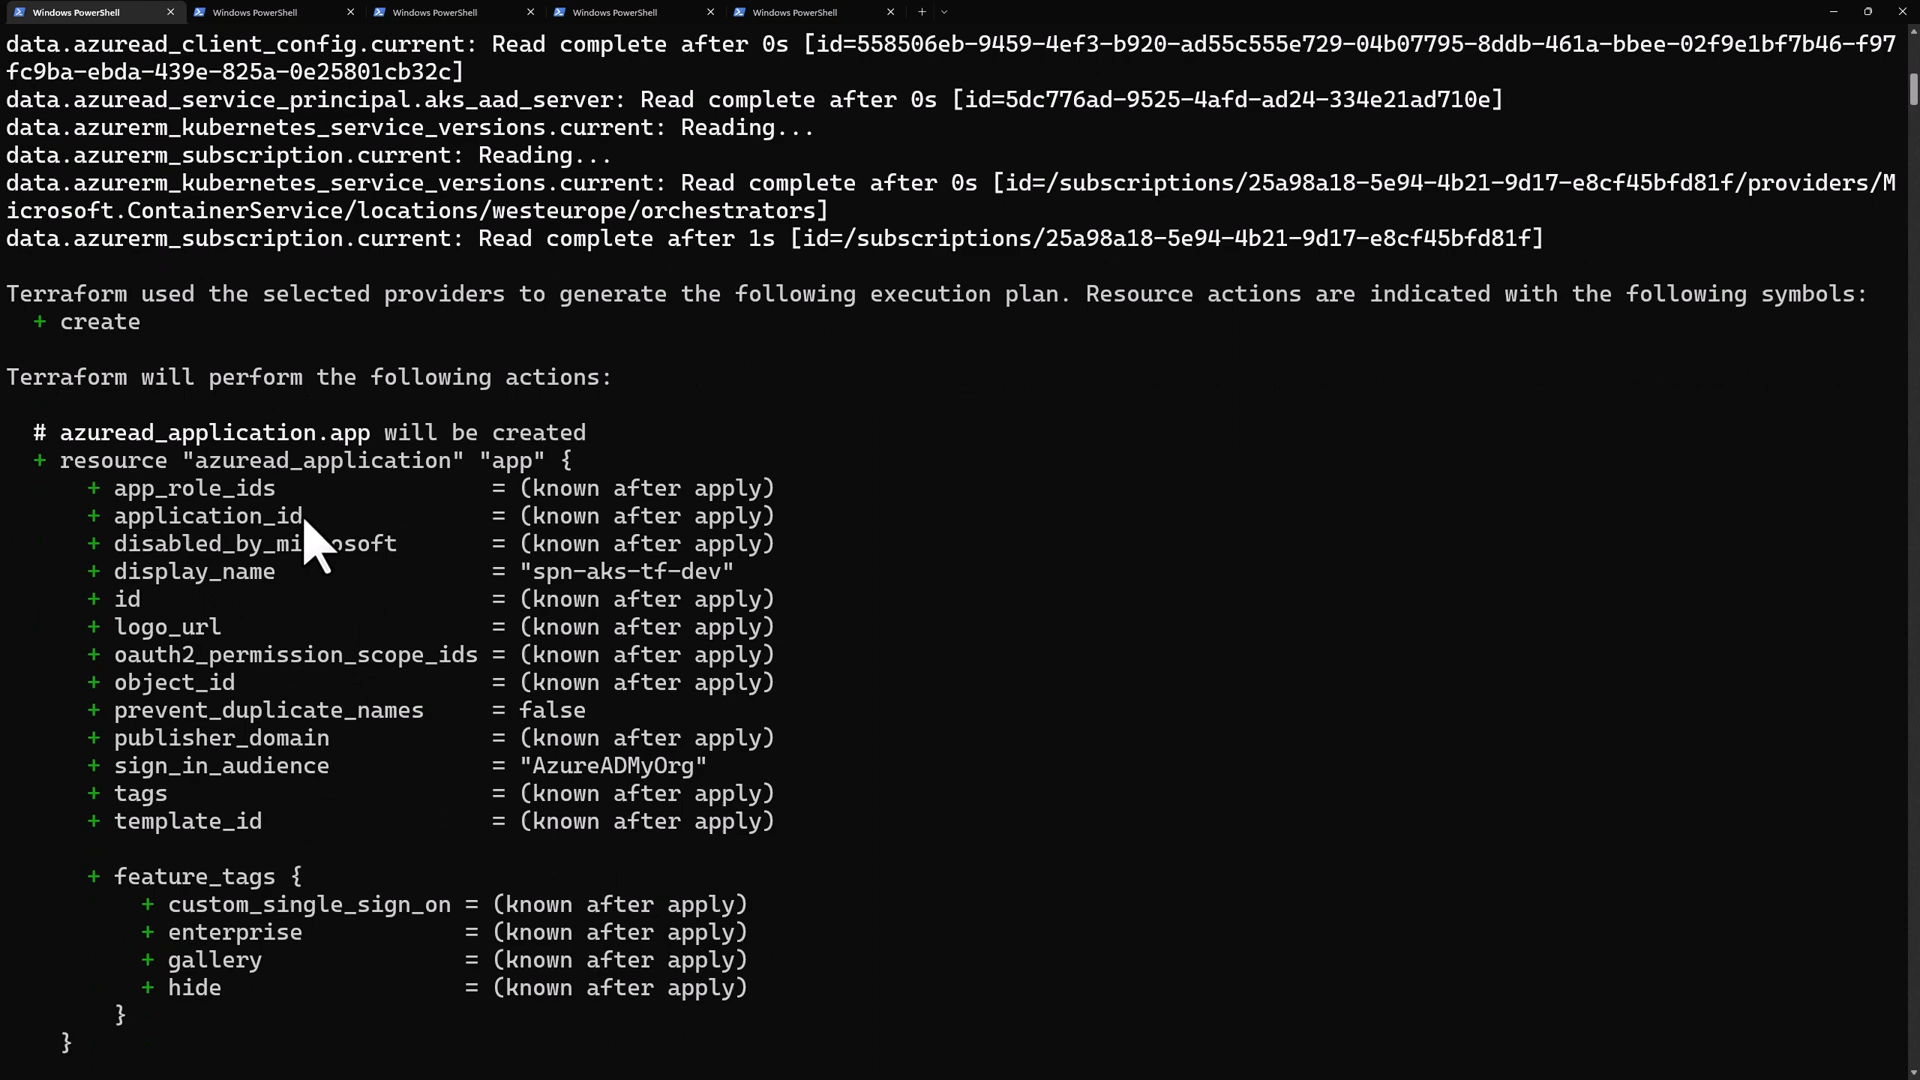 Windows PowerShell
Windows PowerShell
Windows PowerShell
Windows PowerShell
Windows PowerShell
data.azuread_client_config.current: Read complete after 0s [id=558506eb-9459-4ef3-b920-ad55c555e729-04b07795-8ddb-461a-bbee-02f9e1bf7b46-f97
fc9ba-ebda-439e-825a-0e25801cb32c]
data.azuread_service_principal.aks_aad_server: Read complete after 0s [id=5dc776ad-9525-4afd-ad24-334e21ad710e]
data.azurerm_kubernetes_service_versions.current: Reading...
data.azurerm_subscription.current: Reading...
data.azurerm_kubernetes_service_versions.current: Read complete after 0s [id=/subscriptions/25a98a18-5e94-4b21-9d17-e8cf45bfd81f/providers/M
icrosoft.ContainerService/locations/westeurope/orchestrators]
data.azurerm_subscription.current: Read complete after 1s [id=/subscriptions/25a98a18-5e94-4b21-9d17-e8cf45bfd81f]
Terraform used the selected providers to generate the following execution plan. Resource actions are indicated with the following symbols:
+ create
Terraform will perform the following actions:
# azuread_application.app will be created
+ resource "azuread_application" "app" {
+ app_role_ids = (known after apply)
+ application_id = (known after apply)
+ disabled_by_microsoft = (known after apply)
+ display_name = "spn-aks-tf-dev"
+ id = (known after apply)
+ logo_url = (known after apply)
+ oauth2_permission_scope_ids = (known after apply)
+ object_id = (known after apply)
+ prevent_duplicate_names = false
+ publisher_domain = (known after apply)
+ sign_in_audience = "AzureADMyOrg"
+ tags = (known after apply)
+ template_id = (known after apply)
+ feature_tags {
+ custom_single_sign_on = (known after apply)
+ enterprise = (known after apply)
+ gallery = (known after apply)
+ hide = (known after apply)
}
}